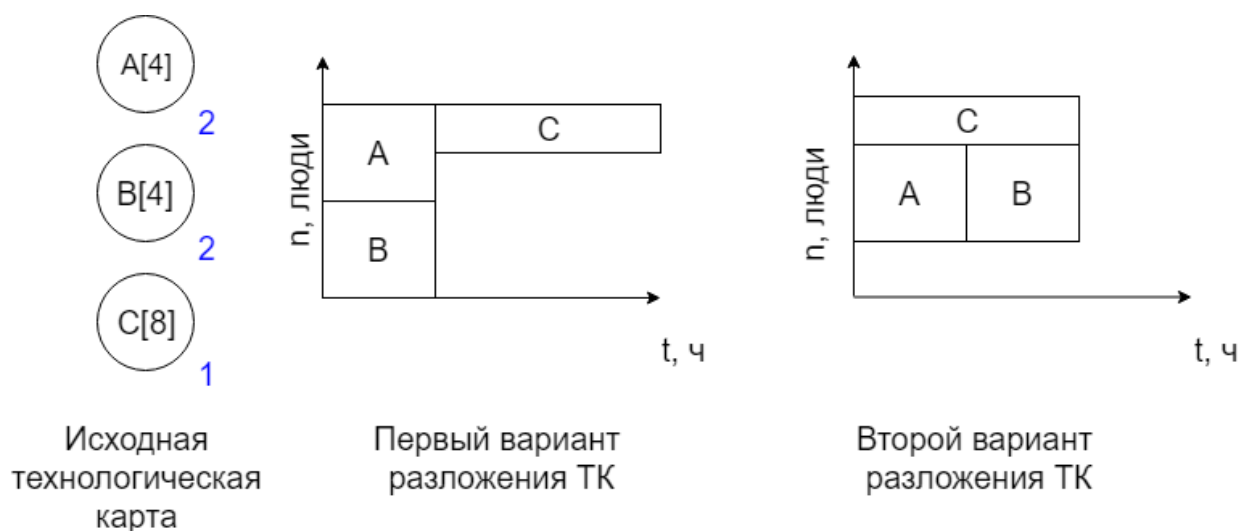 A[4]
2
B[4]
2
C[8]
1
Исходная
технологическая
карта
n, люди
A
B
C
t, ч
Первый вариант
разложения ТК
n, люди
C
A
B
t, ч
Второй вариант
разложения ТК